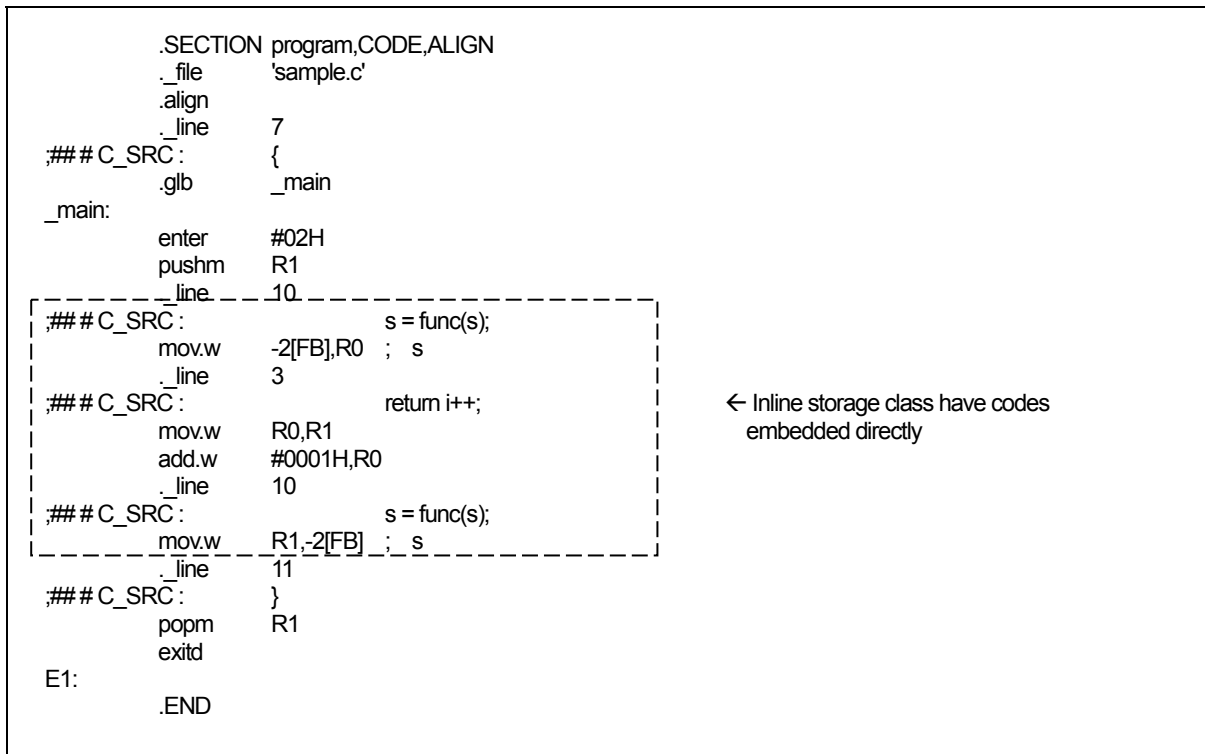 .SECTION program,CODE,ALIGN
._file 'sample.c'
.align
._line 7
;## # C_SRC : {
.glb _main
_main:
enter #02H
pushm R1
._line 10
;## # C_SRC : s = func(s);
mov.w -2[FB],R0 ; s
._line 3
;## # C_SRC : return i++;
mov.w R0,R1
add.w #0001H,R0
._line 10
;## # C_SRC : s = func(s);
mov.w R1,-2[FB] ; s
._line 11
;## # C_SRC : }
popm R1
exitd
E1:
.END
← Inline storage class have codes
embedded directly